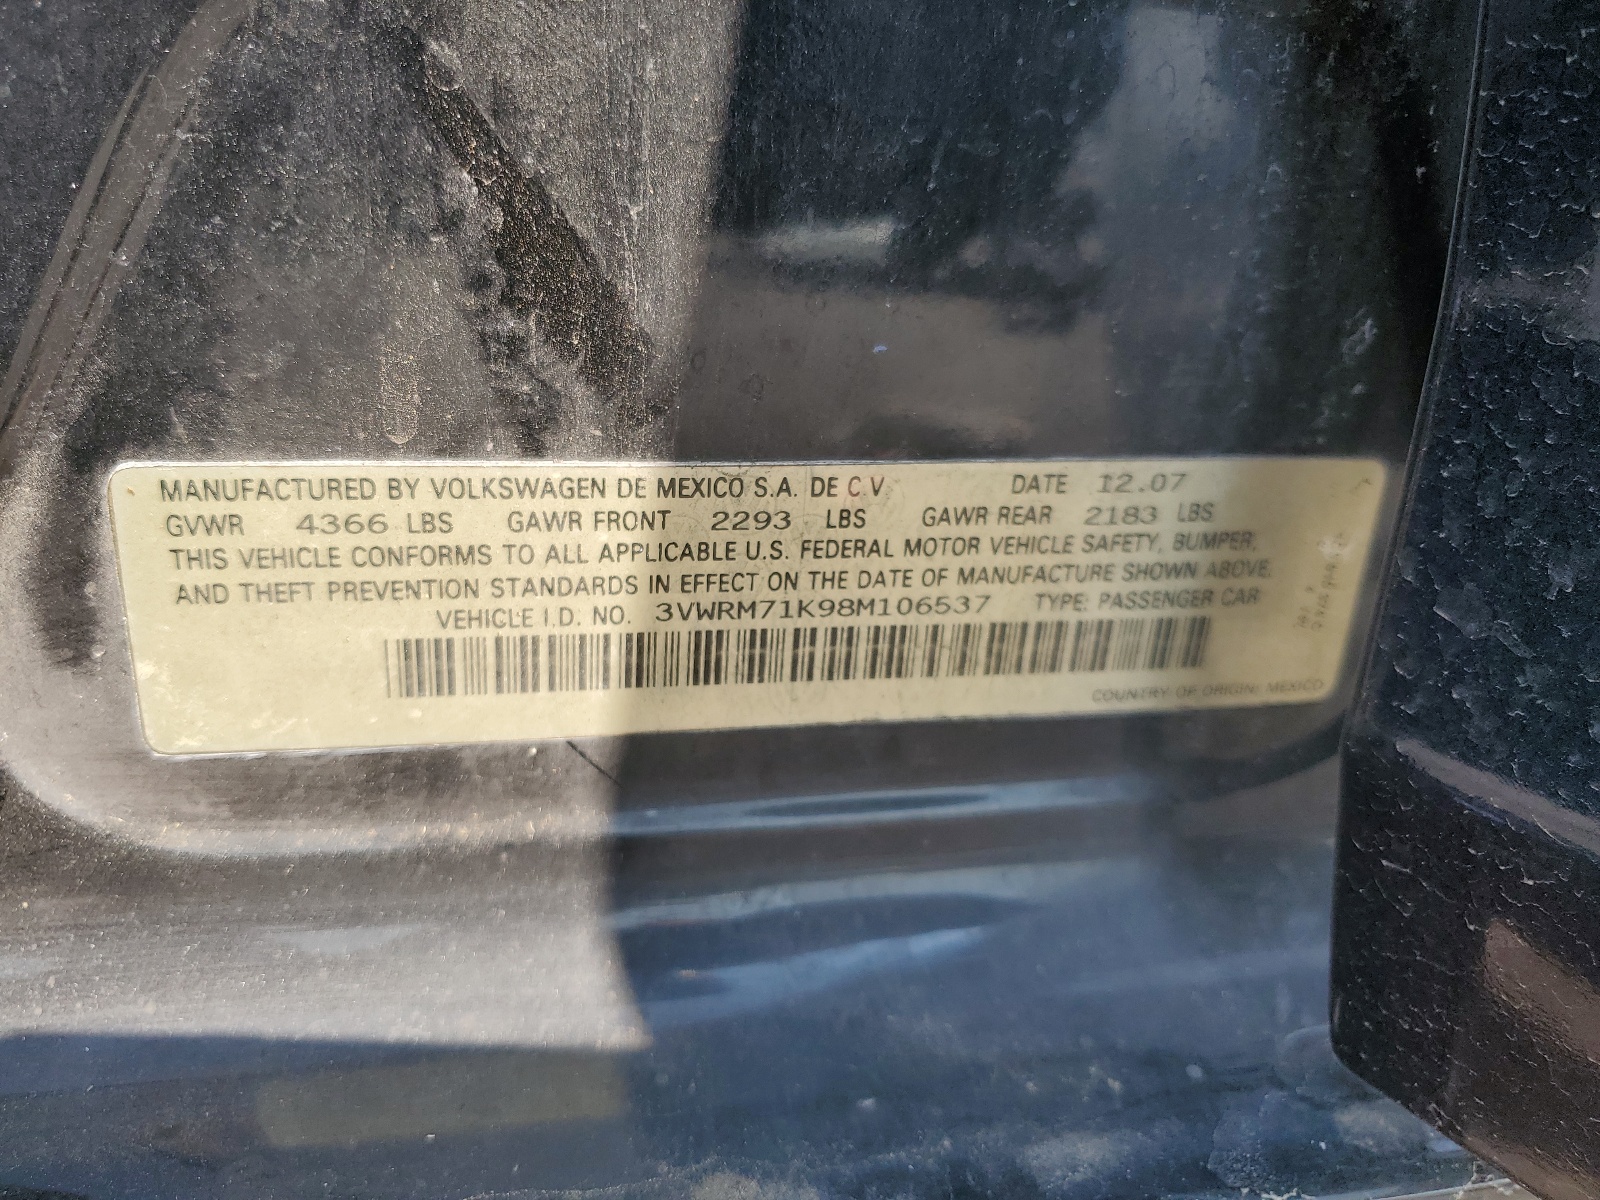 MANUFACTURED BY VOLKSWAGEN DE MEXICO S.A. DE C.V DATE 12.07
GVWR 4366 LBS GAWR FRONT 2293 LBS GAWR REAR 2183 LBS
THIS VEHICLE CONFORMS TO ALL APPLICABLE U.S. FEDERAL MOTOR VEHICLE SAFETY, BUMPER,
AND THEFT PREVENTION STANDARDS IN EFFECT ON THE DATE OF MANUFACTURE SHOWN ABOVE.
VEHICLE I.D. NO. 3VWRM71K98M106537 TYPE: PASSENGER CAR
COUNTRY OF ORIGIN: MEXICO